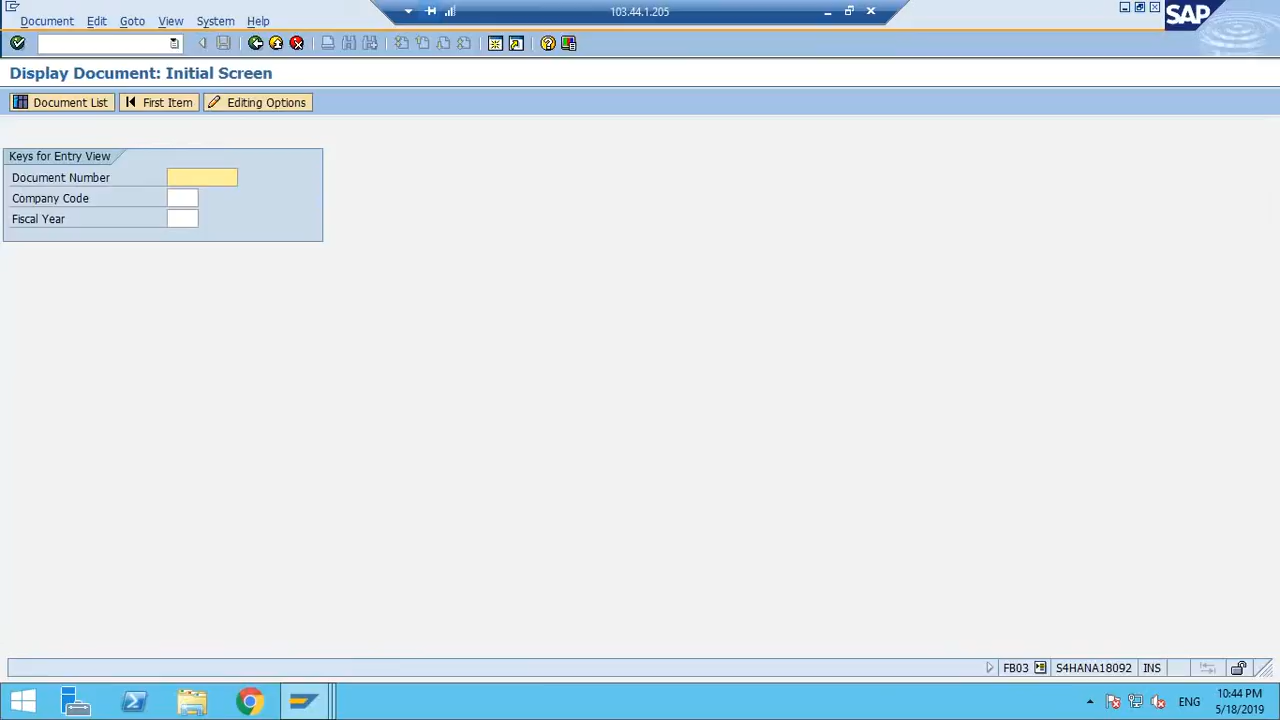 103.44.1.205
Document Edit Goto View System Help
SAP
Display Document: Initial Screen
Document List First Item Editing Options
Keys for Entry View
Document Number
Company Code
Fiscal Year
FB03 S4HANA18092 INS
ENG
10:44 PM
5/18/2019